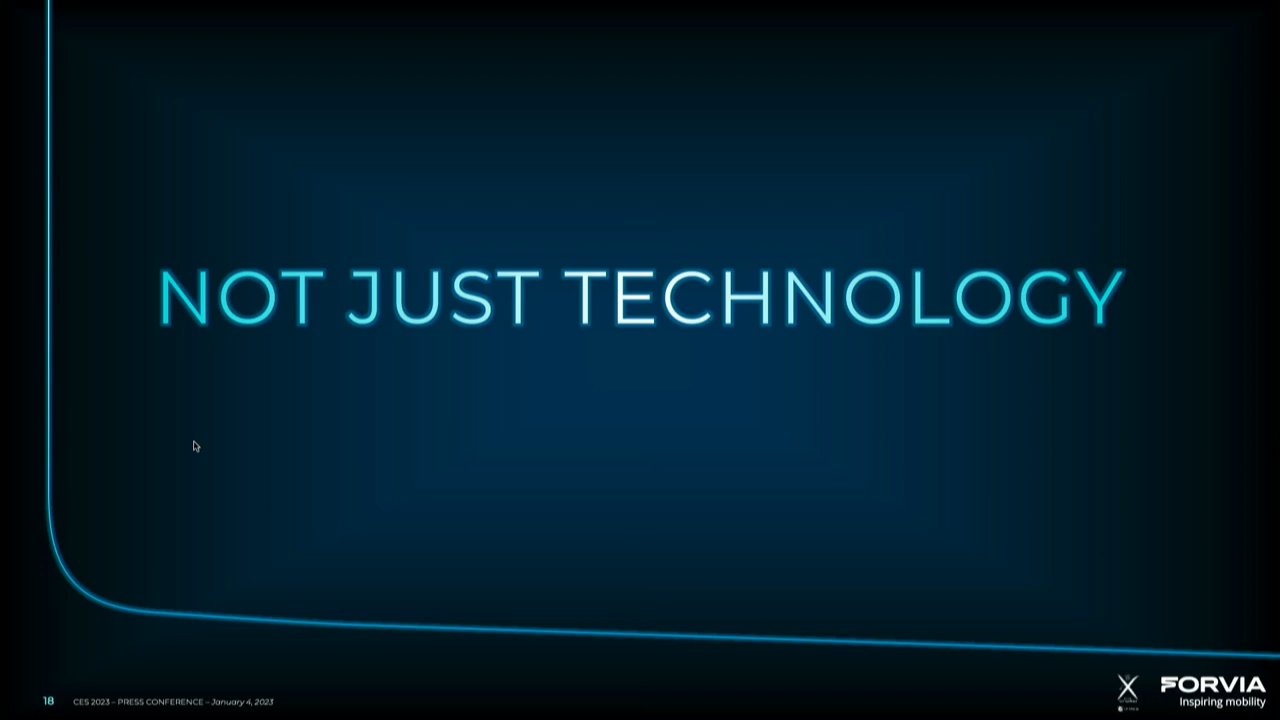 NOT JUST TECHNOLOGY
18 CES 2023 – PRESS CONFERENCE – January 4, 2023
FORVIA
Inspiring mobility